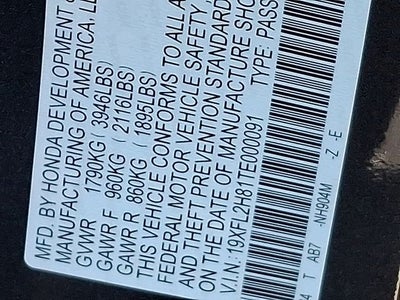 MFD. BY HONDA DEVELOPMENT
MANUFACTURING OF AMERICA,
GVWR 1790KG ( 3946LBS)
GAWR F 960KG ( 2116LBS)
GAWR R 860KG ( 1895LBS)
THIS VEHICLE CONFORMS TO ALL
FEDERAL MOTOR VEHICLE SAFETY,
AND THEFT PREVENTION STANDARD
ON THE DATE OF MANUFACTURE
V.I.N.: 19XFL2H81TE000091 TYPE: PASS
T AB7 -NH904M -Z -E